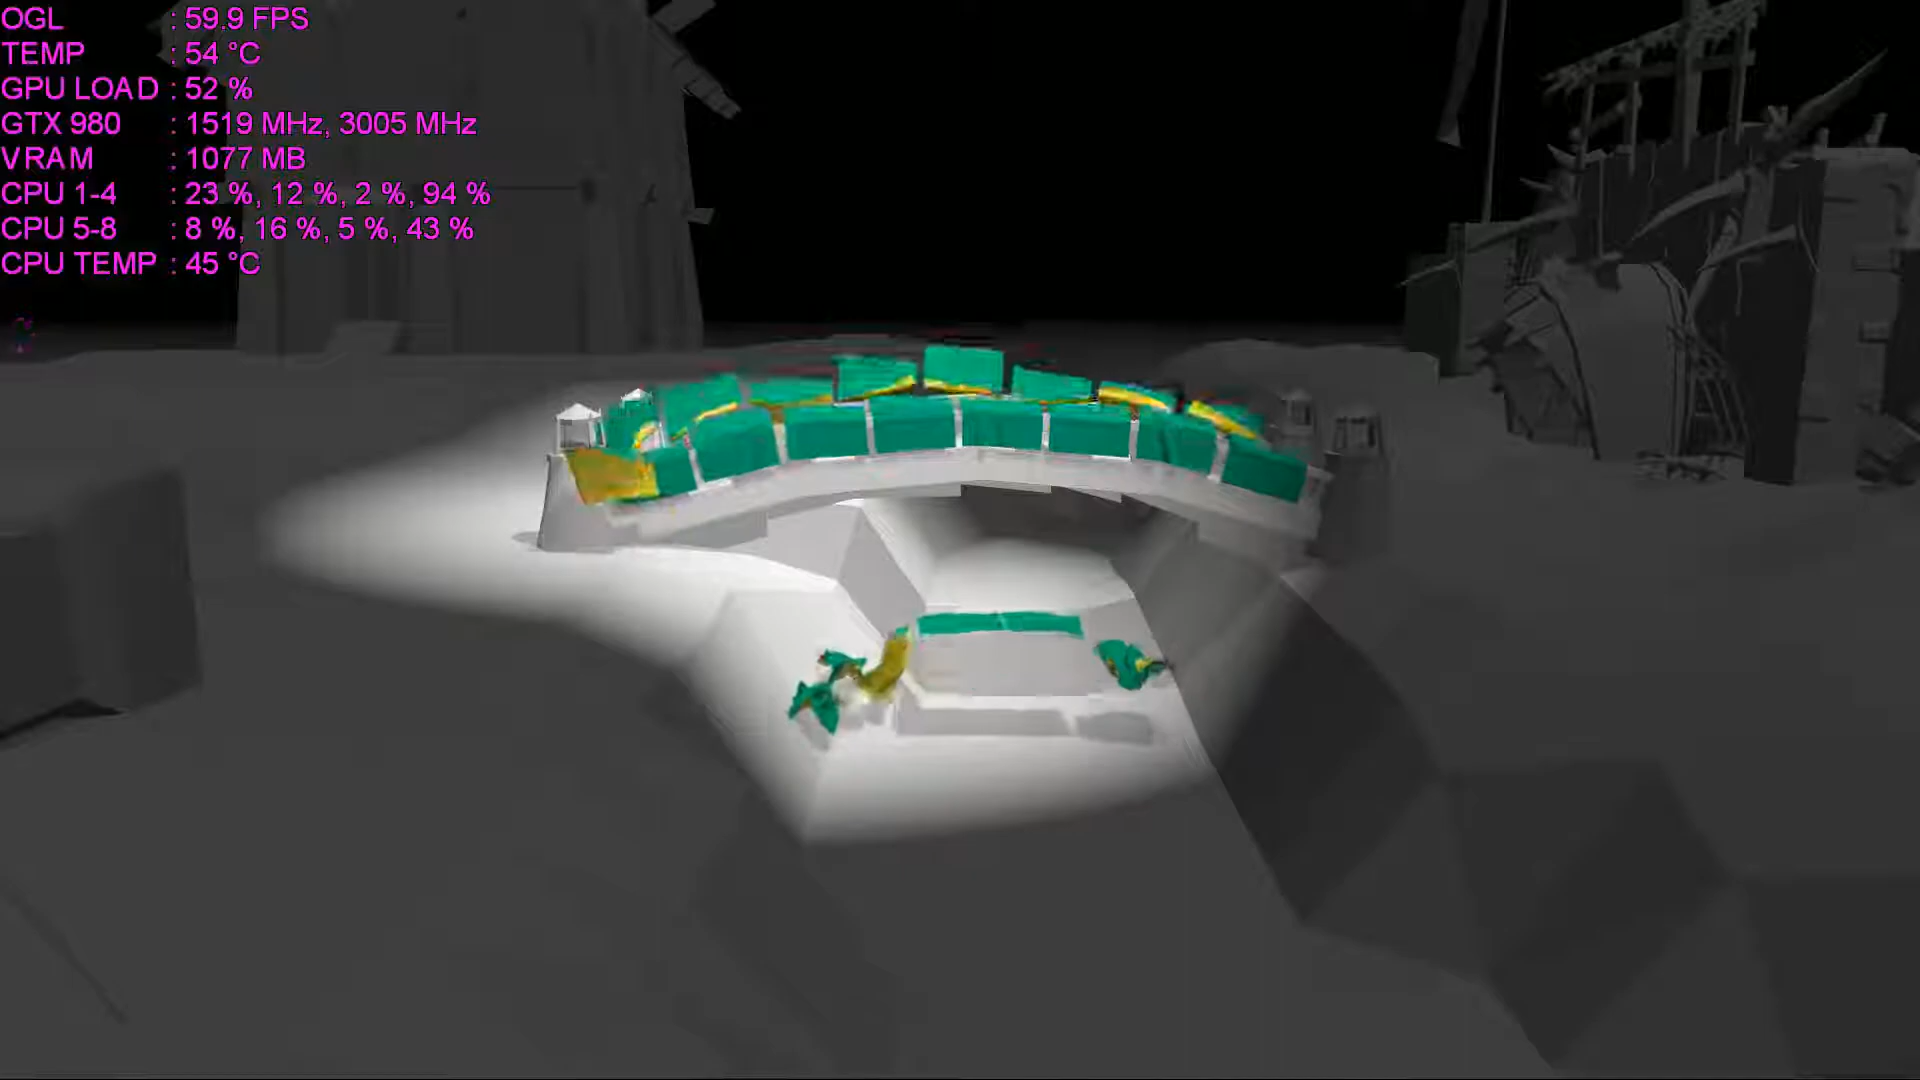 OGL : 59.9 FPS
TEMP : 54 °C
GPU LOAD : 52 %
GTX 980 : 1519 MHz, 3005 MHz
VRAM : 1077 MB
CPU 1-4 : 23 %, 12 %, 2 %, 94 %
CPU 5-8 : 8 %, 16 %, 5 %, 43 %
CPU TEMP : 45 °C